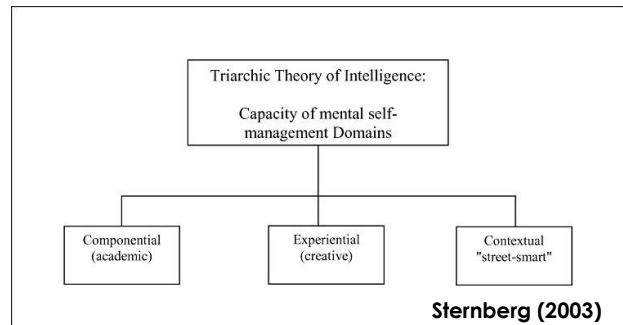 Triarchic Theory of Intelligence:
Capacity of mental self-
management Domains
Componential
(academic)
Experiential
(creative)
Contextual
"street-smart"
Sternberg (2003)